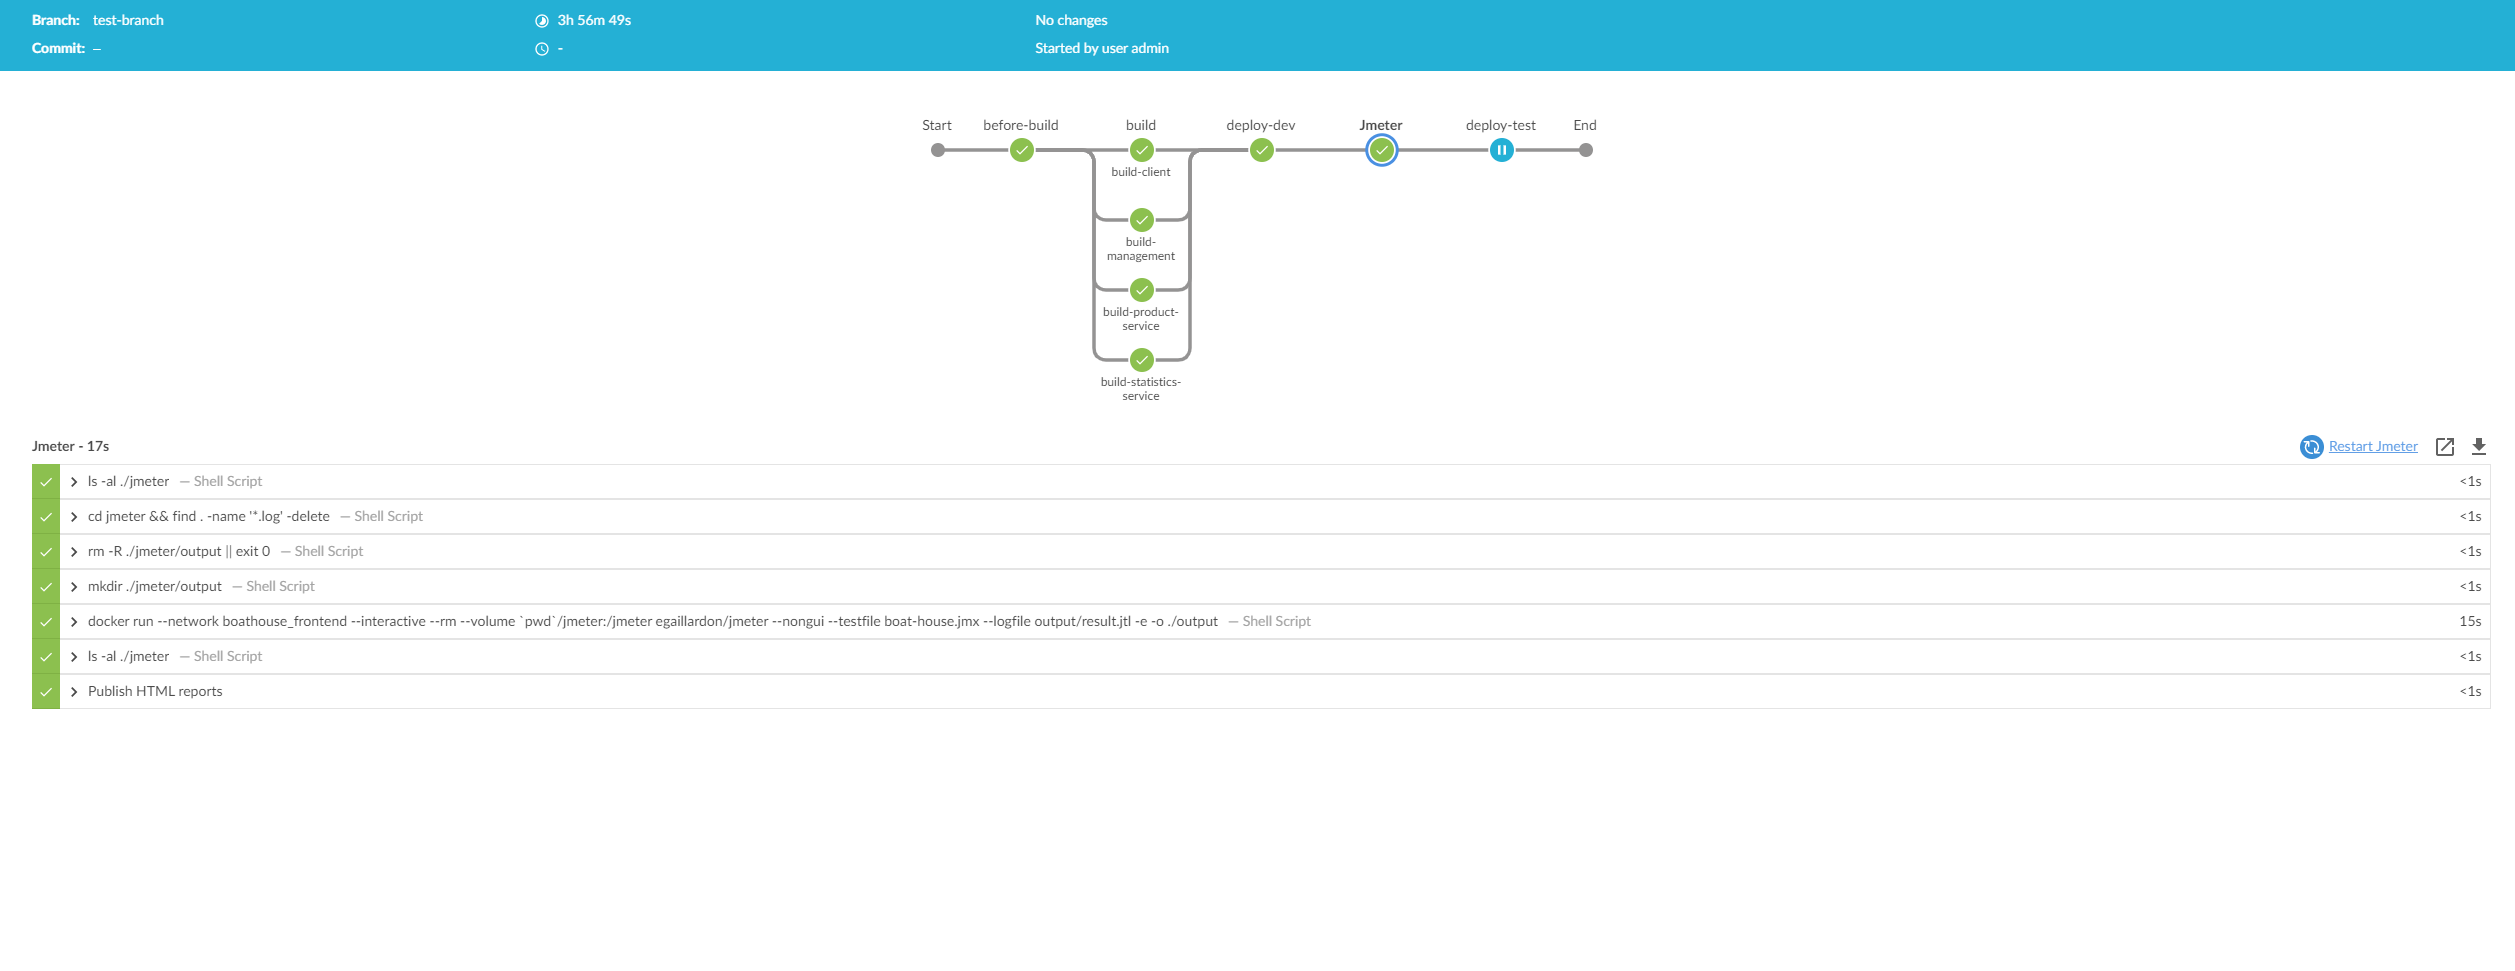 Branch: test-branch 3h 56m 49s No changes
Commit: – - Started by user admin
Start before-build build deploy-dev Jmeter deploy-test End
build-client
build-
management
build-product-
service
build-statistics-
service
Jmeter - 17s Restart Jmeter
ls -al ./jmeter — Shell Script <1s
cd jmeter && find . -name '*.log' -delete — Shell Script <1s
rm -R ./jmeter/output || exit 0 — Shell Script <1s
mkdir ./jmeter/output — Shell Script <1s
docker run --network boathouse_frontend --interactive --rm --volume `pwd`/jmeter:/jmeter egaillardon/jmeter --nongui --testfile boat-house.jmx --logfile output/result.jtl -e -o ./output — Shell Script 15s
ls -al ./jmeter — Shell Script <1s
Publish HTML reports <1s